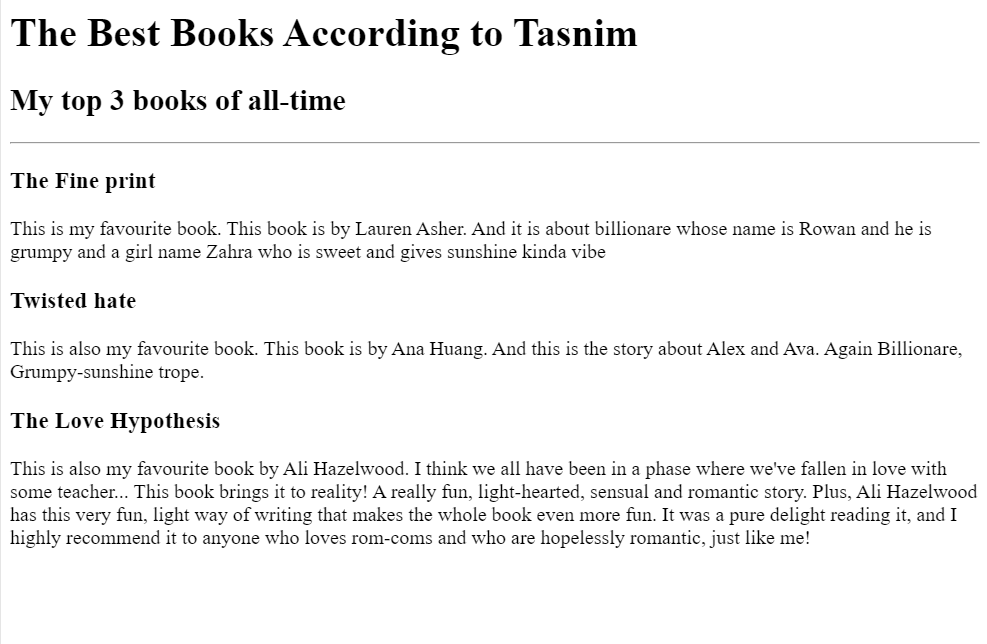 The Best Books According to Tasnim
My top 3 books of all-time
The Fine print
This is my favourite book. This book is by Lauren Asher. And it is about billionare whose name is Rowan and he is
grumpy and a girl name Zahra who is sweet and gives sunshine kinda vibe
Twisted hate
This is also my favourite book. This book is by Ana Huang. And this is the story about Alex and Ava. Again Billionare,
Grumpy-sunshine trope.
The Love Hypothesis
This is also my favourite book by Ali Hazelwood. I think we all have been in a phase where we've fallen in love with
some teacher... This book brings it to reality! A really fun, light-hearted, sensual and romantic story. Plus, Ali Hazelwood
has this very fun, light way of writing that makes the whole book even more fun. It was a pure delight reading it, and I
highly recommend it to anyone who loves rom-coms and who are hopelessly romantic, just like me!